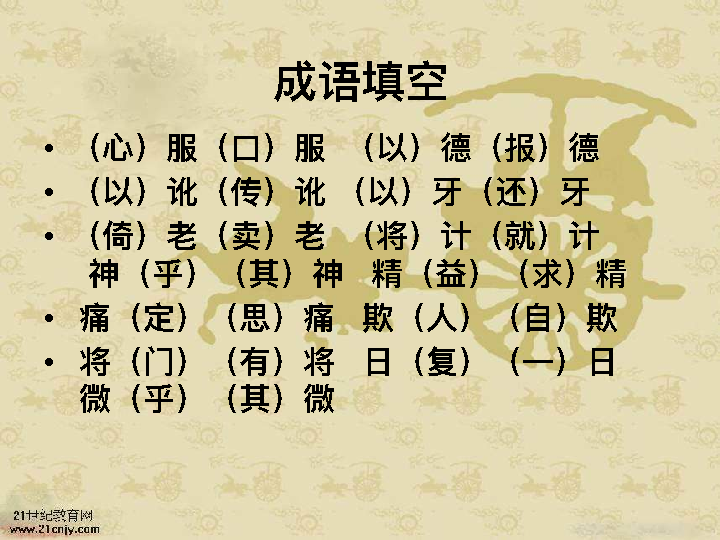 成语填空
• （心）服（口）服 （以）德（报）德
• （以）讹（传）讹 （以）牙（还）牙
• （倚）老（卖）老 （将）计（就）计
神（乎）（其）神 精（益）（求）精
• 痛（定）（思）痛 欺（人）（自）欺
• 将（门）（有）将 日（复）（一）日
微（乎）（其）微
21世纪教育网
www.21cnjy.com